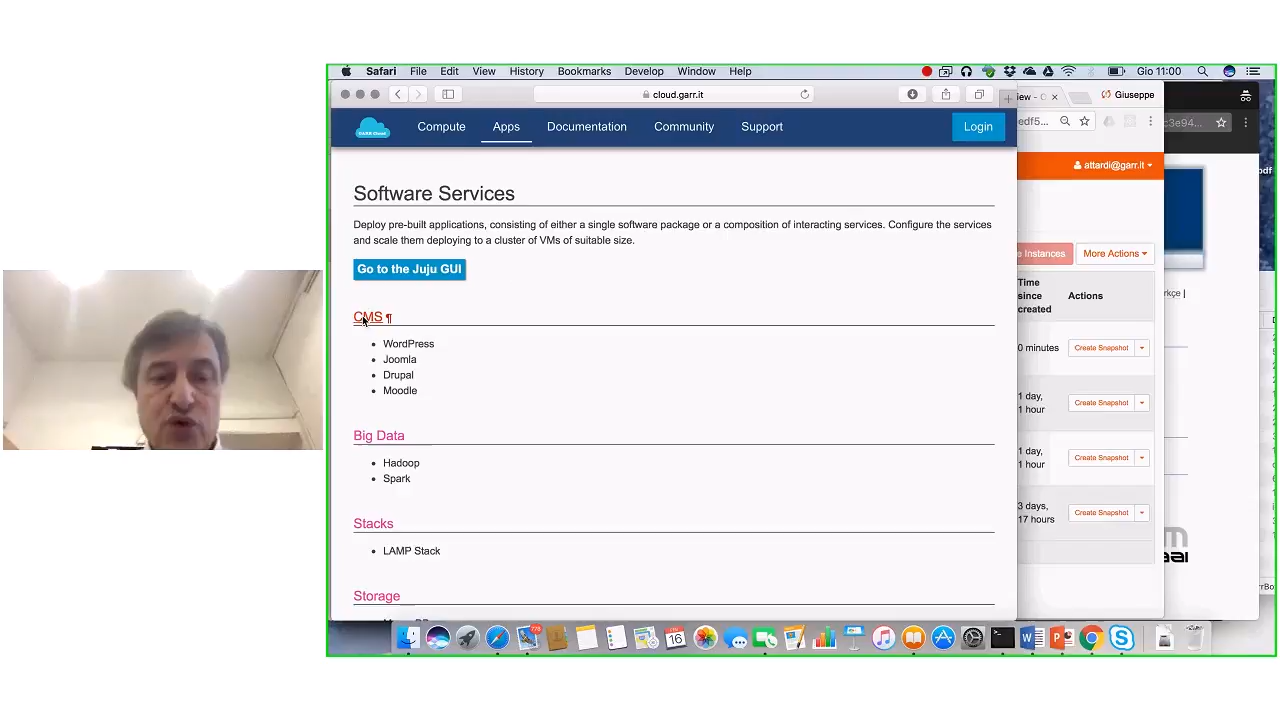 Safari File Edit View History Bookmarks Develop Window Help Gio 11:00
cloud.garr.it
Giuseppe
GARR Cloud Compute Apps Documentation Community Support Login
attardi@garr.it
Software Services
Deploy pre-built applications, consisting of either a single software package or a composition of interacting services. Configure the services
and scale them deploying to a cluster of VMs of suitable size.
Go to the Juju GUI
CMS ¶
WordPress
Joomla
Drupal
Moodle
Big Data
Hadoop
Spark
Stacks
LAMP Stack
Storage
Instances More Actions
Time
since
created
Actions
0 minutes Create Snapshot
1 day,
1 hour
Create Snapshot
1 day,
1 hour
Create Snapshot
3 days,
17 hours
Create Snapshot
776
16